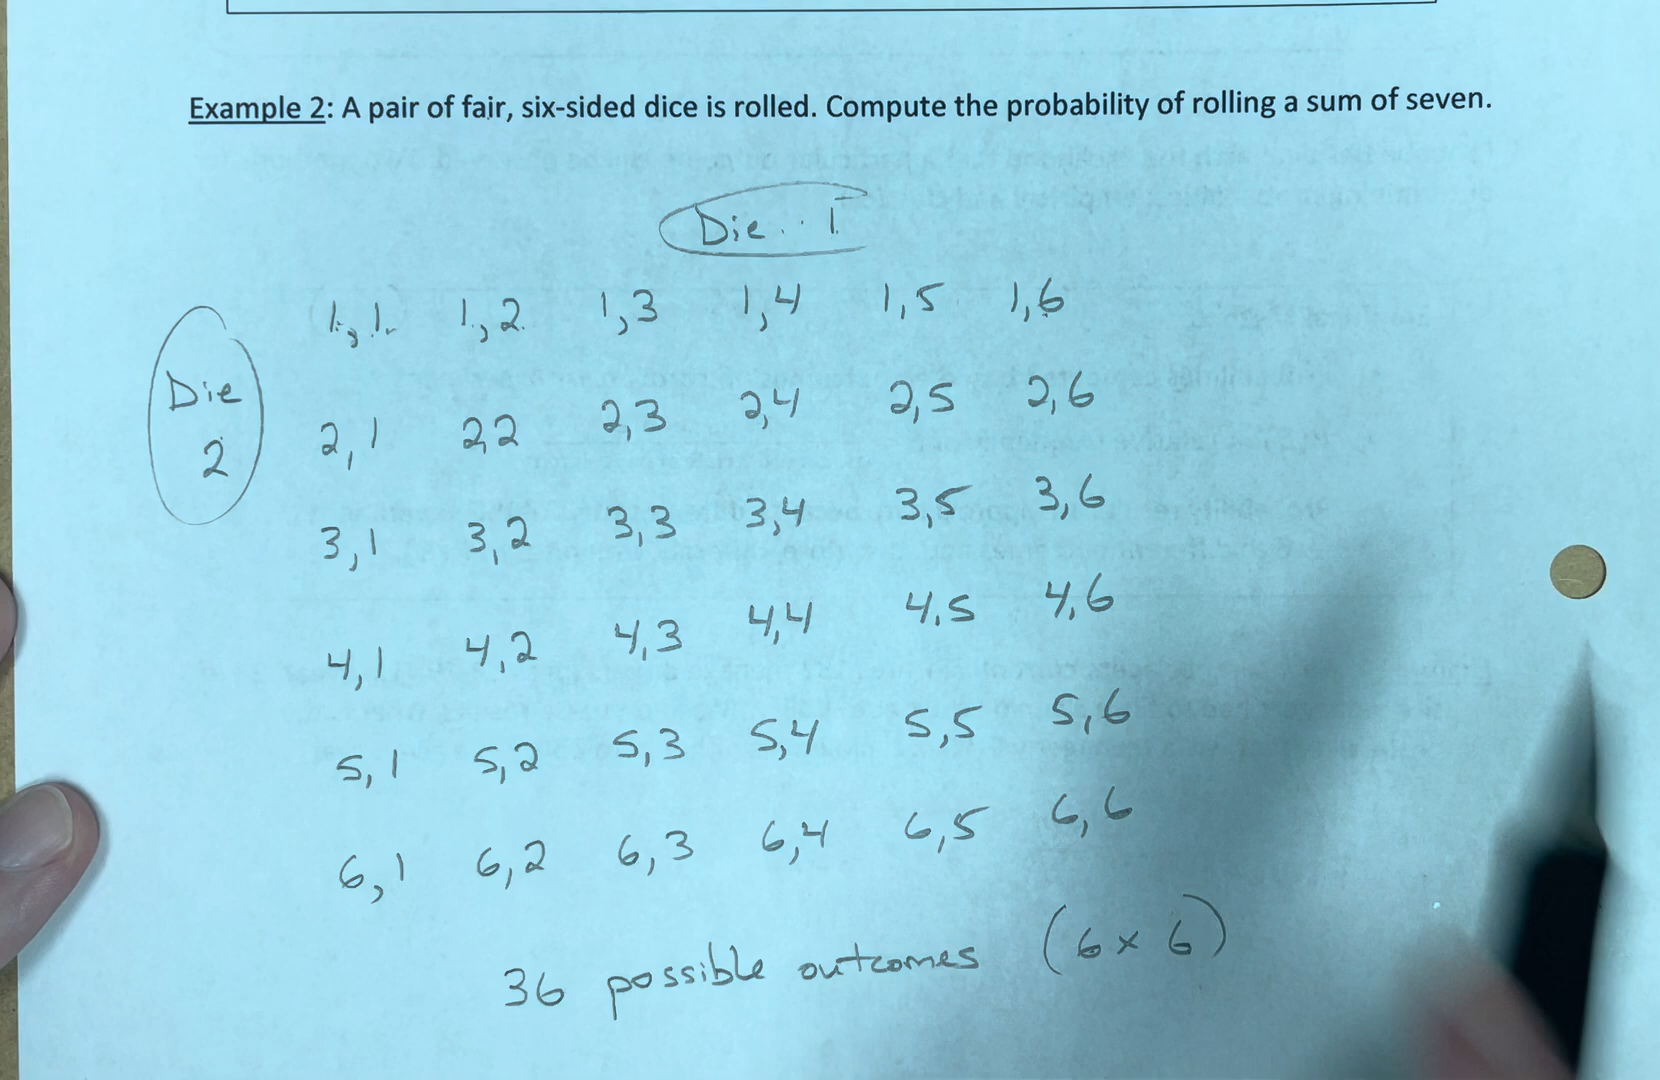 Example 2: A pair of fair, six-sided dice is rolled. Compute the probability of rolling a sum of seven.
Die 1
1,1 1,2 1,3 1,4 1,5 1,6
Die
2
2,1 2,2 2,3 2,4 2,5 2,6
3,1 3,2 3,3 3,4 3,5 3,6
4,1 4,2 4,3 4,4 4,5 4,6
5,1 5,2 5,3 5,4 5,5 5,6
6,1 6,2 6,3 6,4 6,5 6,6
36 possible outcomes (6 x 6)